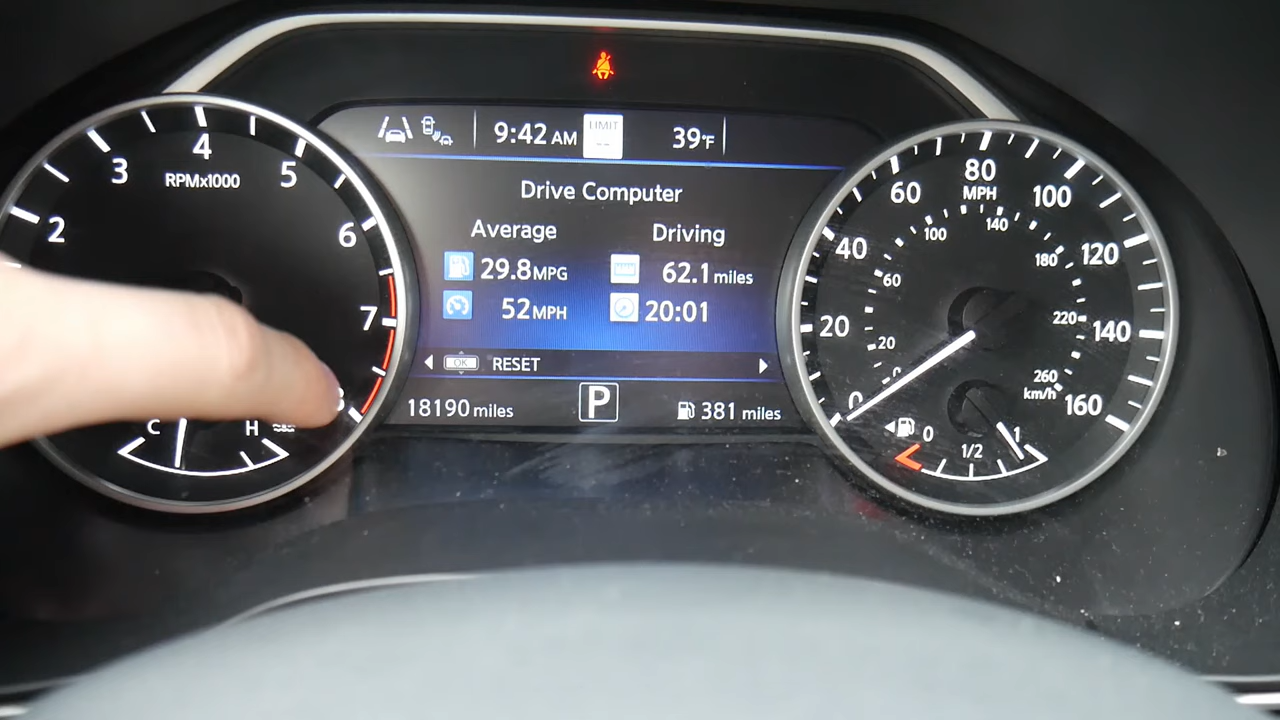 9:42 AM
LIMIT
--
39°F
Drive Computer
Average
Driving
29.8MPG
62.1 miles
52MPH
20:01
OK
RESET
18190 miles
P
381 miles
2
3
4
5
6
7
8
RPMx1000
C
H
0
20
40
60
80
100
120
140
160
MPH
0
20
60
100
140
180
220
260
km/h
0
1/2
1